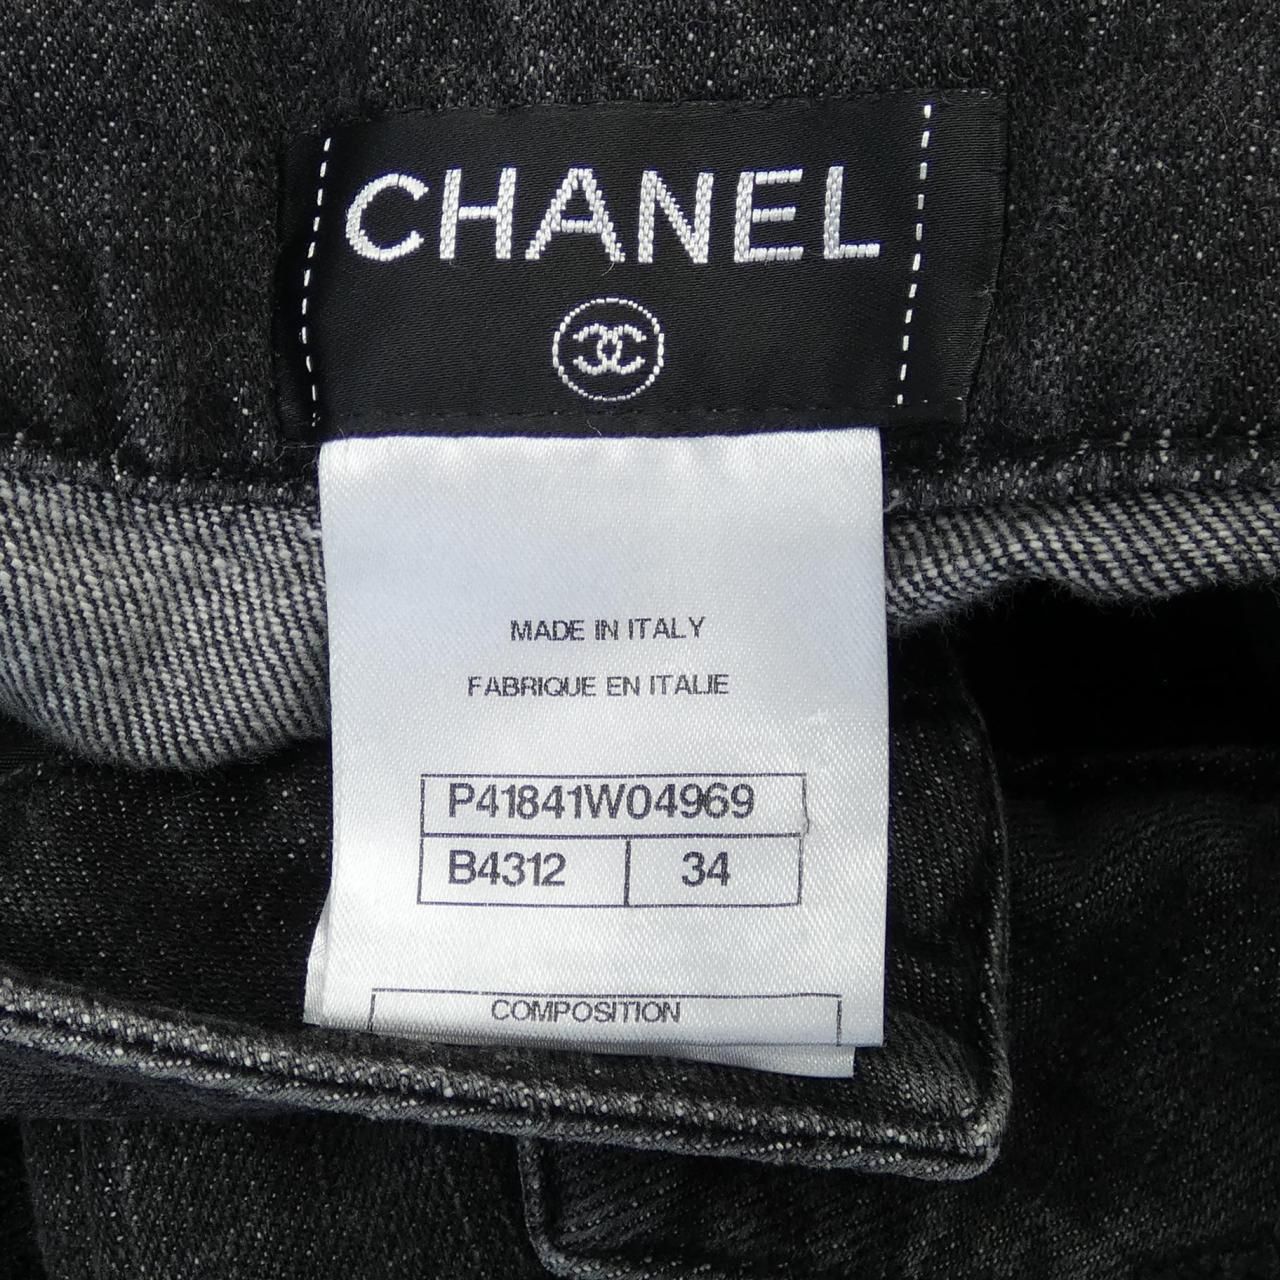 CHANEL
MADE IN ITALY
FABRIQUE EN ITALIE
P41841W04969
B4312 34
COMPOSITION